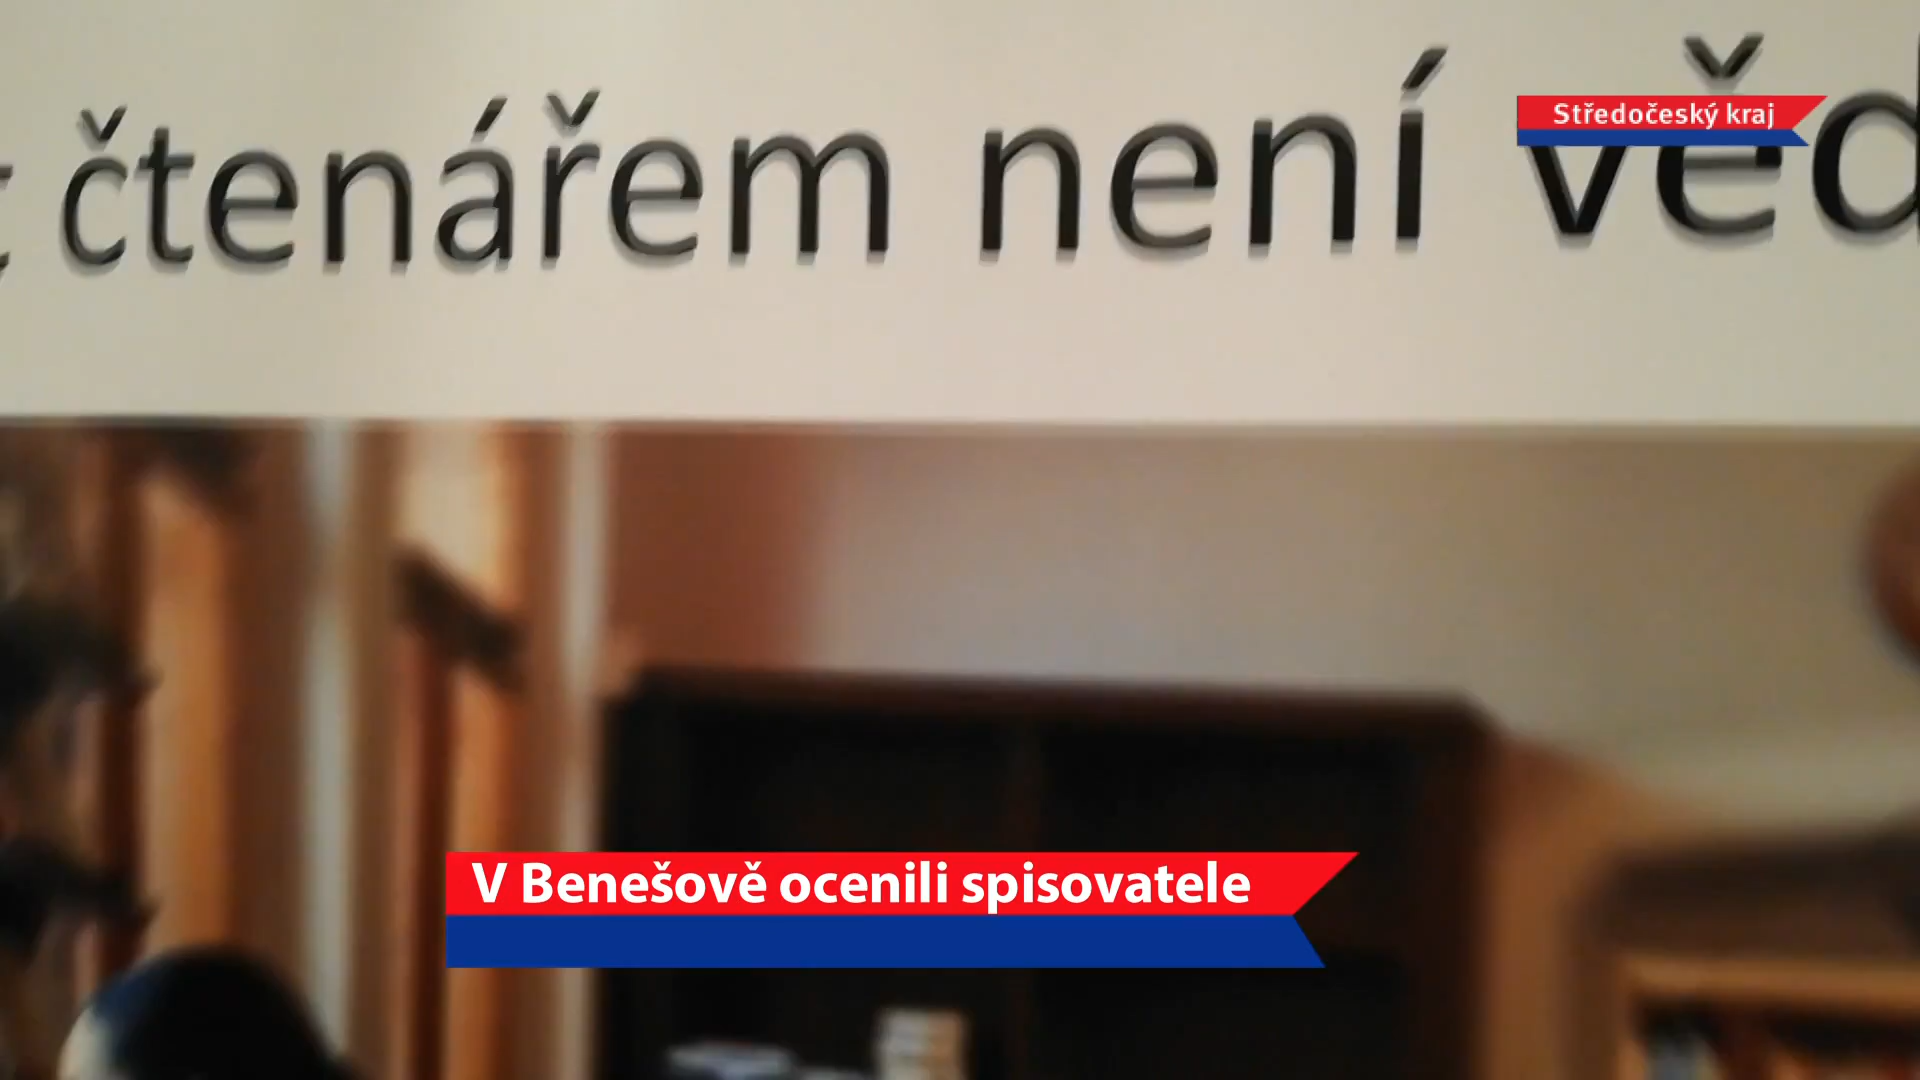 čtenářem není
Středočeský kraj
V Benešově ocenili spisovatele